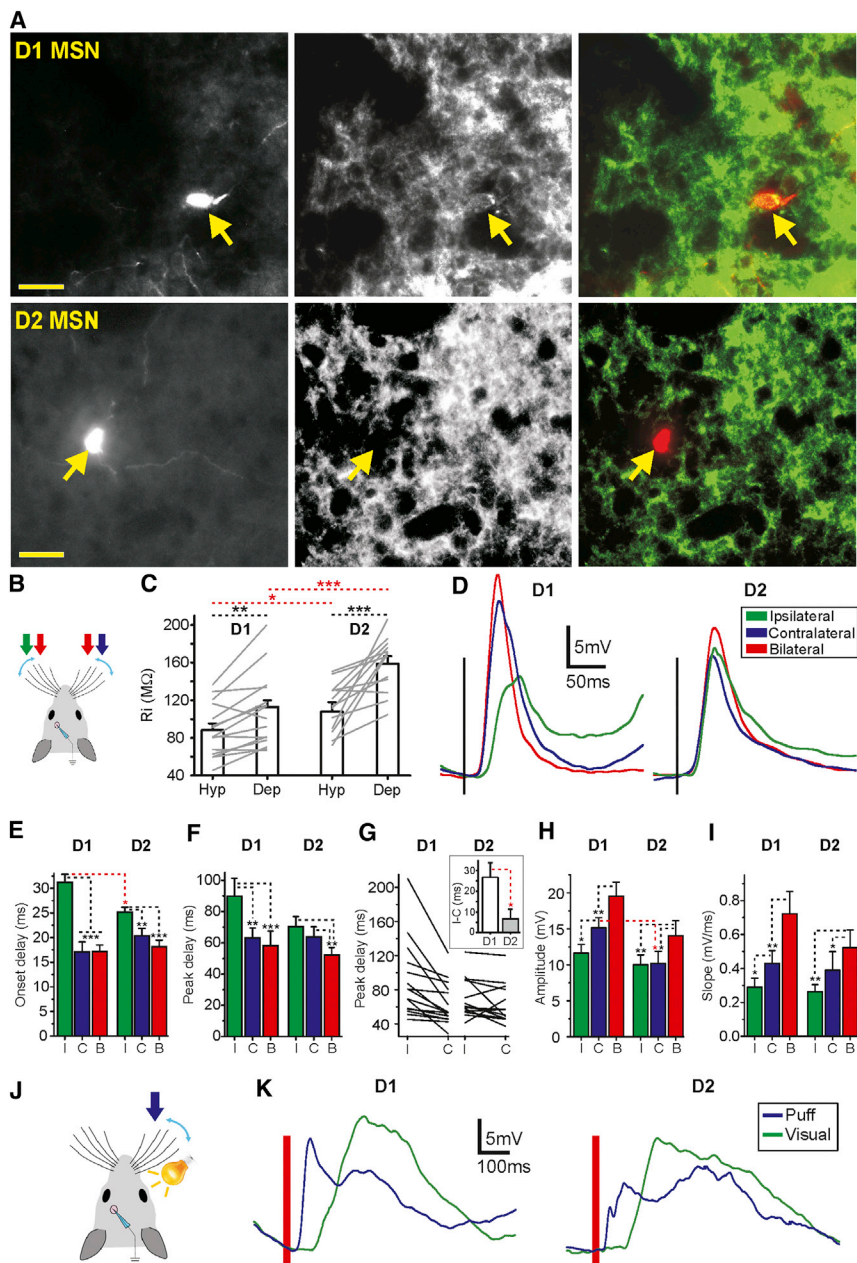 A
D1 MSN
D2 MSN
B
C
D
D1
D2
***
*
**
***
D1
D2
Ri (MΩ)
200
160
120
80
40
Hyp
Dep
Hyp
Dep
5mV
50ms
Ipsilateral
Contralateral
Bilateral
E
D1
D2
Onset delay (ms)
30
25
20
15
10
5
0
***
*
**
***
I
C
B
I
C
B
F
D1
D2
Peak delay (ms)
100
80
60
40
20
0
**
***
**
I
C
B
I
C
B
G
D1
D2
Peak delay (ms)
200
160
120
80
40
I
C
I
C
I-C (ms)
30
20
10
0
*
D1
D2
H
D1
D2
Amplitude (mV)
20
15
10
5
0
*
**
**
**
I
C
B
I
C
B
I
D1
D2
Slope (mV/ms)
0.8
0.6
0.4
0.2
0.0
*
**
**
*
I
C
B
I
C
B
J
K
D1
D2
5mV
100ms
Puff
Visual